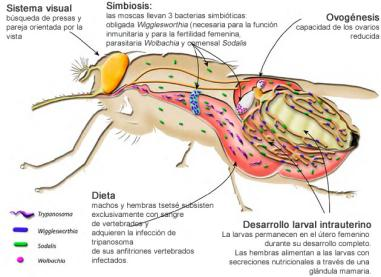 Sistema visual
búsqueda de presas y
pareja orientada por la
vista
Simbiosis:
las moscas llevan 3 bacterias simbióticas:
obligada Wigglesworthia (necesaria para la función
inmunitaria y para la fertilidad femenina,
parasitaria Wolbachia y comensal Sodalis
Ovogénesis
capacidad de los ovarios
reducida
Dieta
machos y hembras tsetsé subsisten
exclusivamente con sangre
de vertebrados y
adquieren la infección de
tripanosoma
de sus anfitriones vertebrados
infectados.
Desarrollo larval intrauterino
La larvas permanecen en el útero femenino
durante su desarrollo completo.
Las hembras alimentan a las larvas con
secreciones nutricionales a través de una
glándula mamaria.
Trypanosoma
Wigglesworthia
Sodalis
Wolbachia